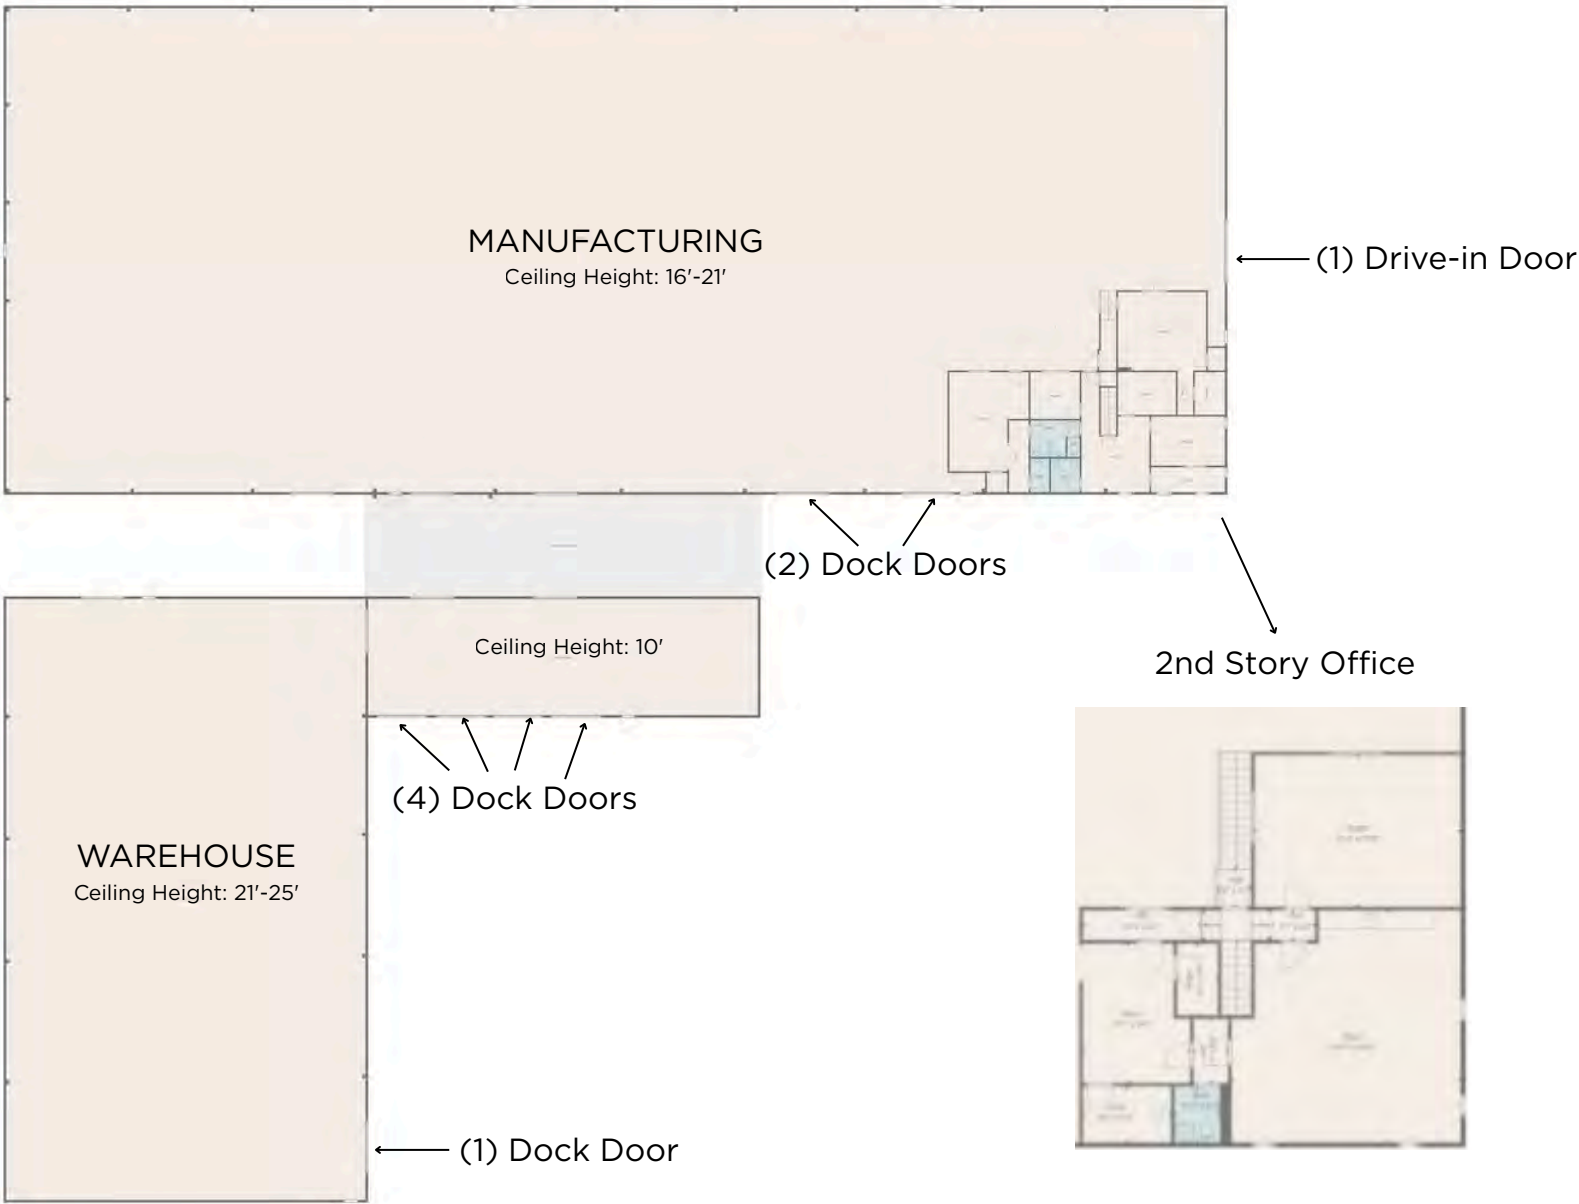 MANUFACTURING
Ceiling Height: 16'-21'
(1) Drive-in Door
(2) Dock Doors
2nd Story Office
Ceiling Height: 10'
(4) Dock Doors
WAREHOUSE
Ceiling Height: 21'-25'
(1) Dock Door